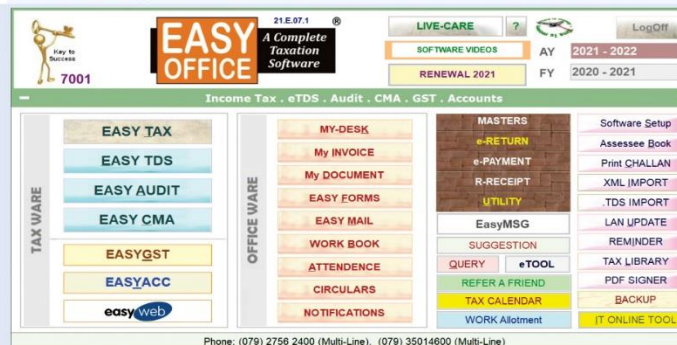 Key to
Success
7001
EASY
OFFICE
21.E.07.1 ®
A Complete
Taxation
Software
LIVE-CARE
?
LogOff
SOFTWARE VIDEOS
AY 2021 - 2022
RENEWAL 2021
FY 2020 - 2021
Income Tax . eTDS . Audit . CMA . GST . Accounts
TAX WARE
EASY TAX
EASY TDS
EASY AUDIT
EASY CMA
EASYGST
EASYACC
easyweb
OFFICE WARE
MY-DESK
My INVOICE
My DOCUMENT
EASY FORMS
EASY MAIL
WORK BOOK
ATTENDENCE
CIRCULARS
NOTIFICATIONS
MASTERS
e-RETURN
e-PAYMENT
R-RECEIPT
UTILITY
EasyMSG
SUGGESTION
QUERY eTOOL
REFER A FRIEND
TAX CALENDAR
WORK Allotment
Software Setup
Assessee Book
Print CHALLAN
XML IMPORT
.TDS IMPORT
LAN UPDATE
REMINDER
TAX LIBRARY
PDF SIGNER
BACKUP
IT ONLINE TOOL
Phone: (079) 2756 2400 (Multi-Line), (079) 35014600 (Multi-Line)